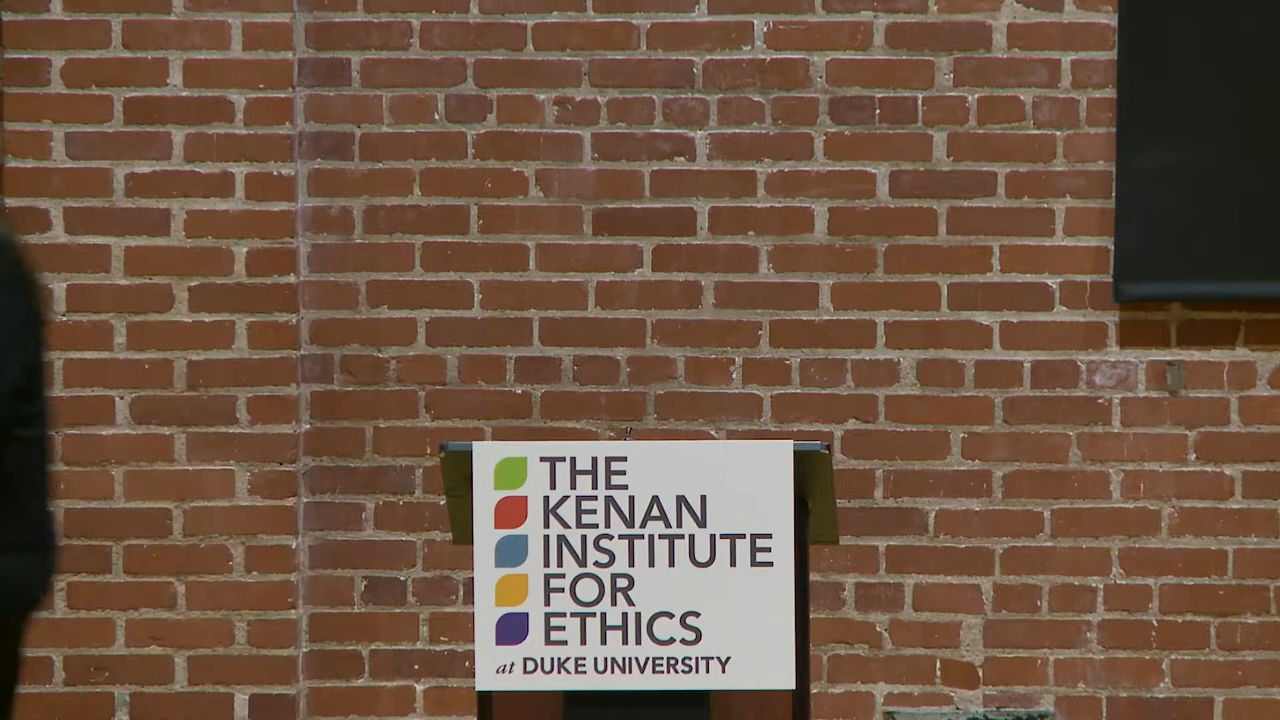 THE
KENAN
INSTITUTE
FOR
ETHICS
at DUKE UNIVERSITY